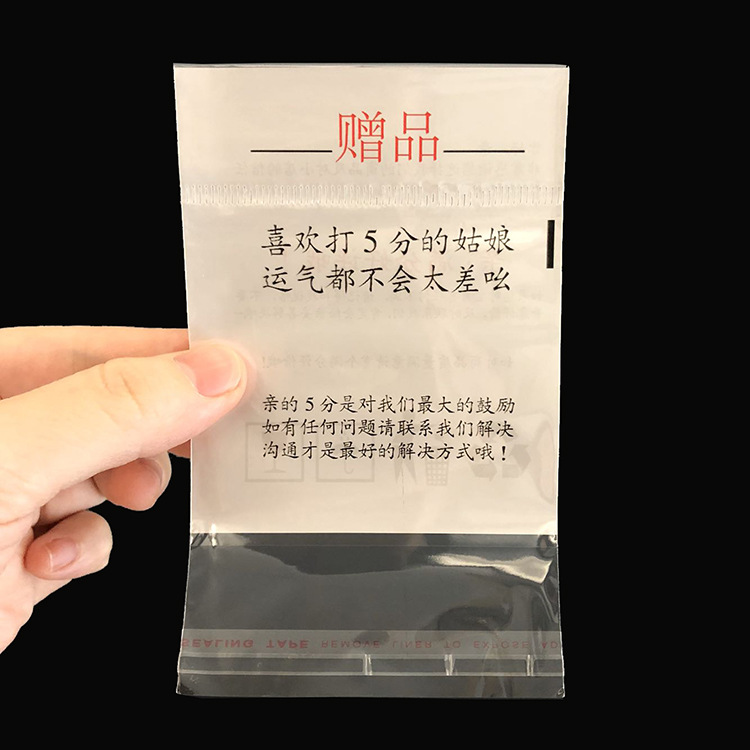 赠品
喜欢打5分的姑娘
运气都不会太差吆
亲的5分是对我们最大的鼓励
如有任何问题请联系我们解决
沟通才是最好的解决方式哦！
SEALING TAPE REMOVE LINER TO EXPOSE AD